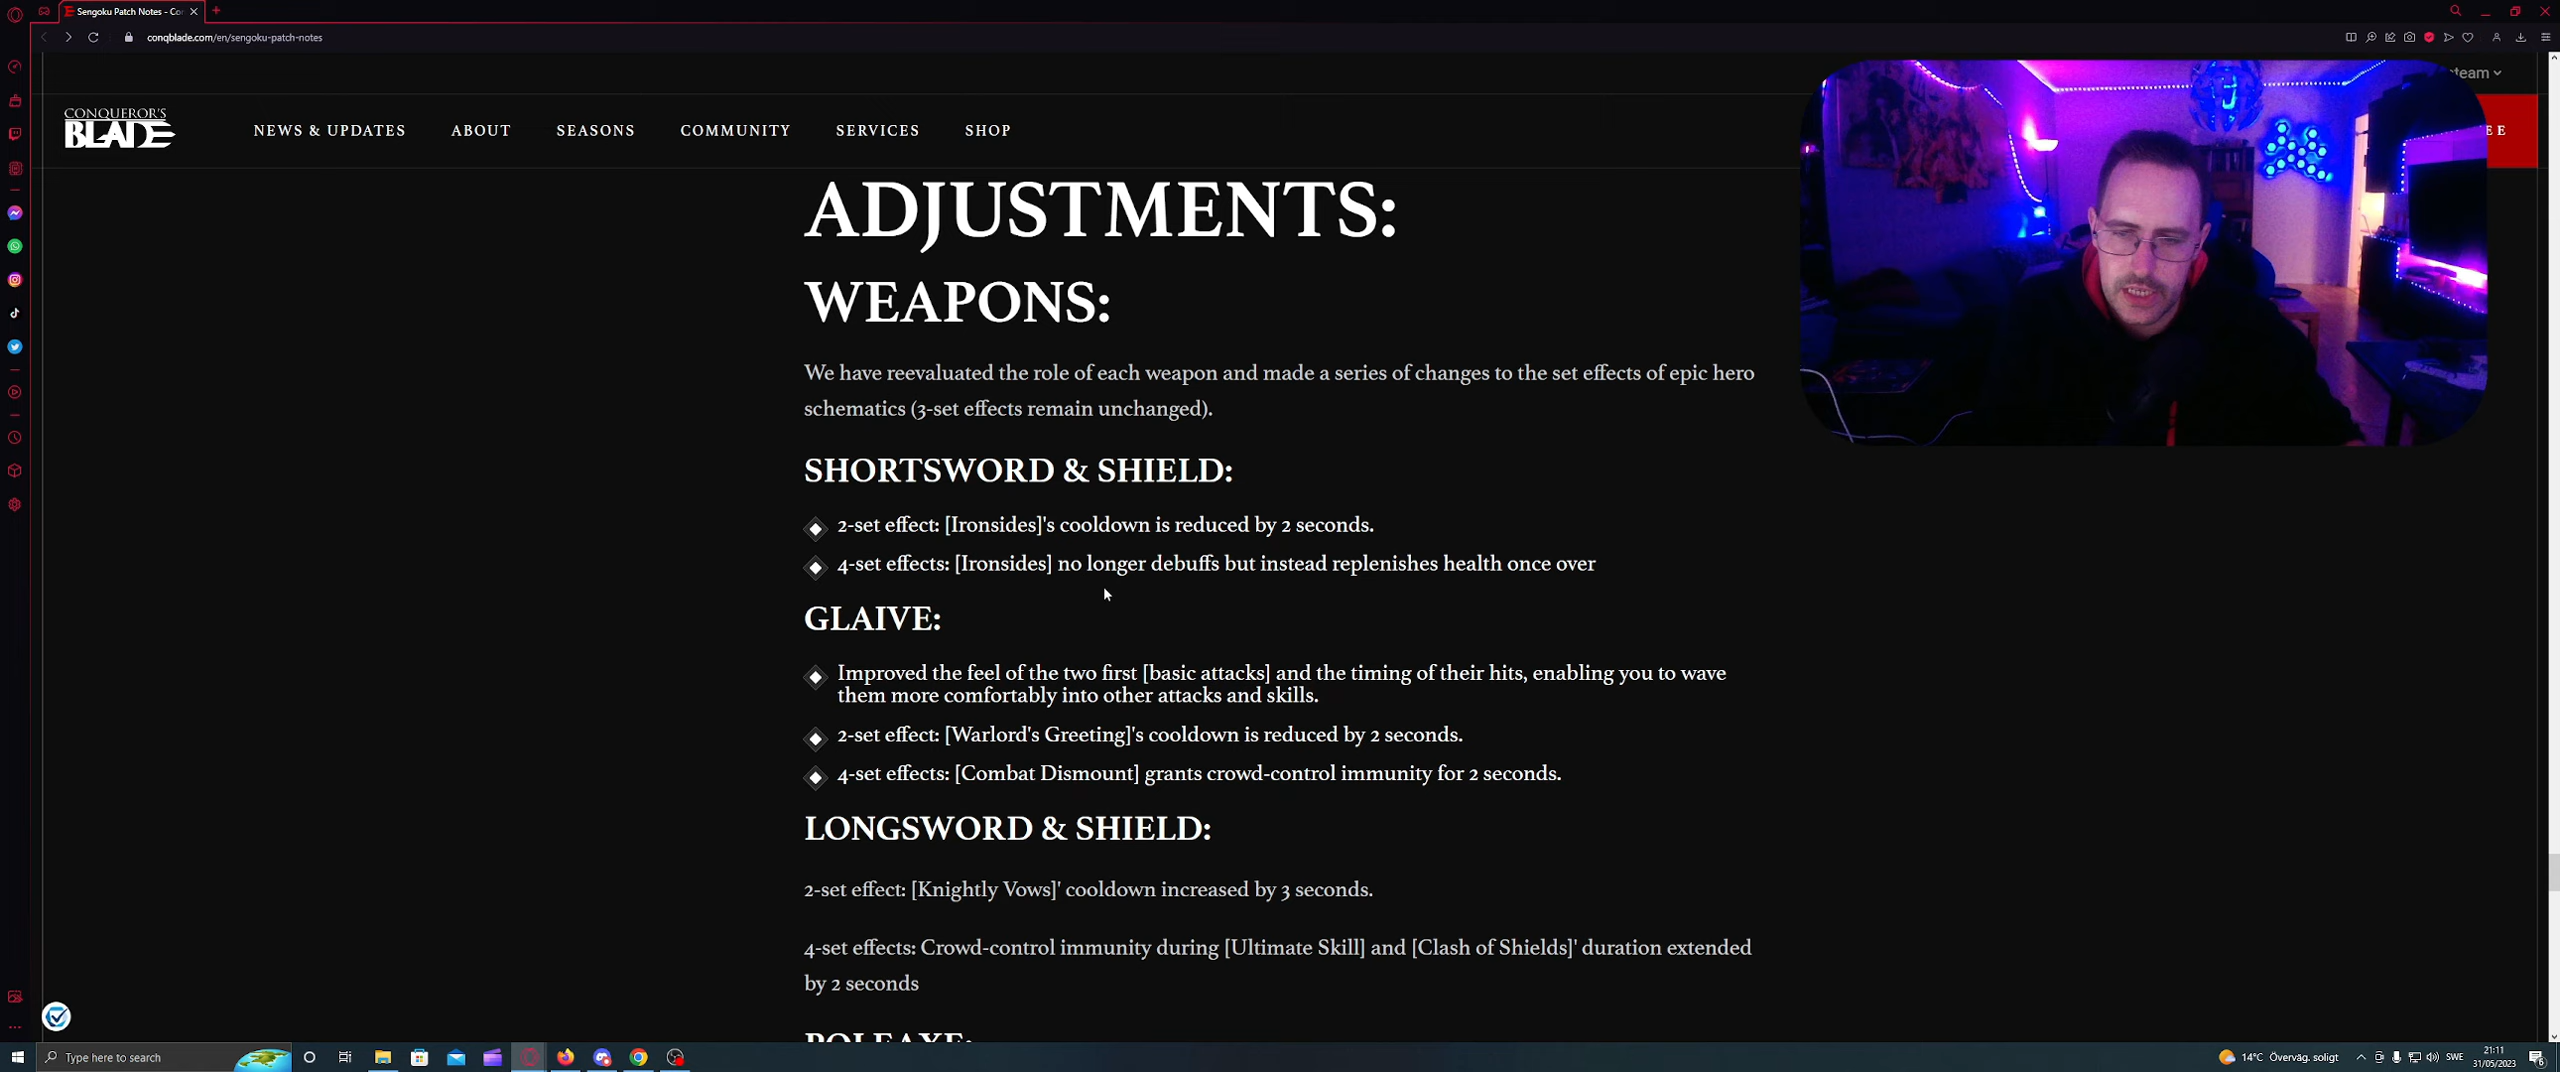 Sengoku Patch Notes - Co
conqblade.com/en/sengoku-patch-notes
team
CONQUEROR'S
BLADE
NEWS & UPDATES
ABOUT
SEASONS
COMMUNITY
SERVICES
SHOP
EE
ADJUSTMENTS:
WEAPONS:
We have reevaluated the role of each weapon and made a series of changes to the set effects of epic hero
schematics (3-set effects remain unchanged).
SHORTSWORD & SHIELD:
2-set effect: [Ironsides]'s cooldown is reduced by 2 seconds.
4-set effects: [Ironsides] no longer debuffs but instead replenishes health once over
GLAIVE:
Improved the feel of the two first [basic attacks] and the timing of their hits, enabling you to wave
them more comfortably into other attacks and skills.
2-set effect: [Warlord's Greeting]'s cooldown is reduced by 2 seconds.
4-set effects: [Combat Dismount] grants crowd-control immunity for 2 seconds.
LONGSWORD & SHIELD:
2-set effect: [Knightly Vows]' cooldown increased by 3 seconds.
4-set effects: Crowd-control immunity during [Ultimate Skill] and [Clash of Shields]' duration extended
by 2 seconds
POLEAXE:
Type here to search
14°C Överväg. soligt
SWE
21:11
31/05/2023
6